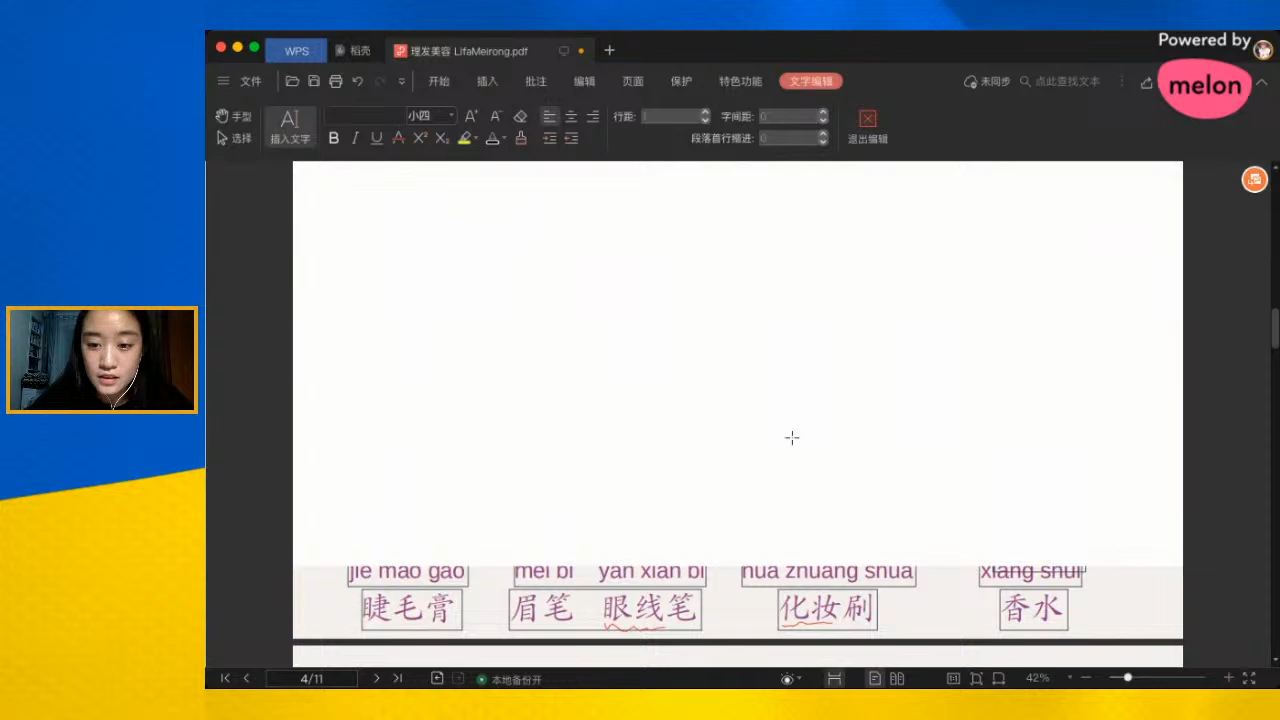 Powered by
melon
WPS
稻壳
理发美容 LifaMeirong.pdf
文件
开始
插入
批注
编辑
页面
保护
特色功能
文字编辑
未同步
点此查找文本
手型
选择
插入文字
小四
行距:
字间距:
段落首行缩进:
退出编辑
jie mao gao mei bi yan xian bi hua zhuang shua xiang shui
睫毛膏 眉笔 眼线笔 化妆刷 香水
4/11
本地备份开
42%